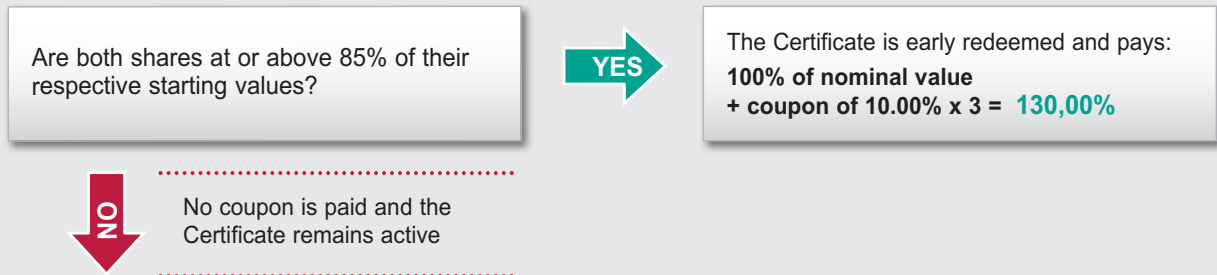 Are both shares at or above 85% of their
respective starting values?
YES
The Certificate is early redeemed and pays:
100% of nominal value
+ coupon of 10.00% x 3 = 130,00%
NO
No coupon is paid and the
Certificate remains active